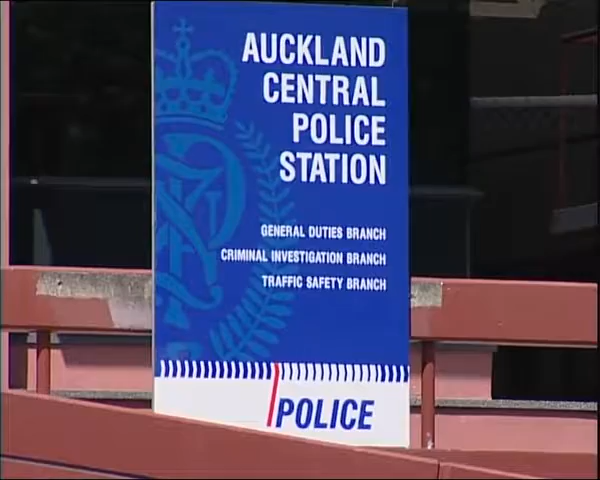 AUCKLAND
CENTRAL
POLICE
STATION
GENERAL DUTIES BRANCH
CRIMINAL INVESTIGATION BRANCH
TRAFFIC SAFETY BRANCH
POLICE